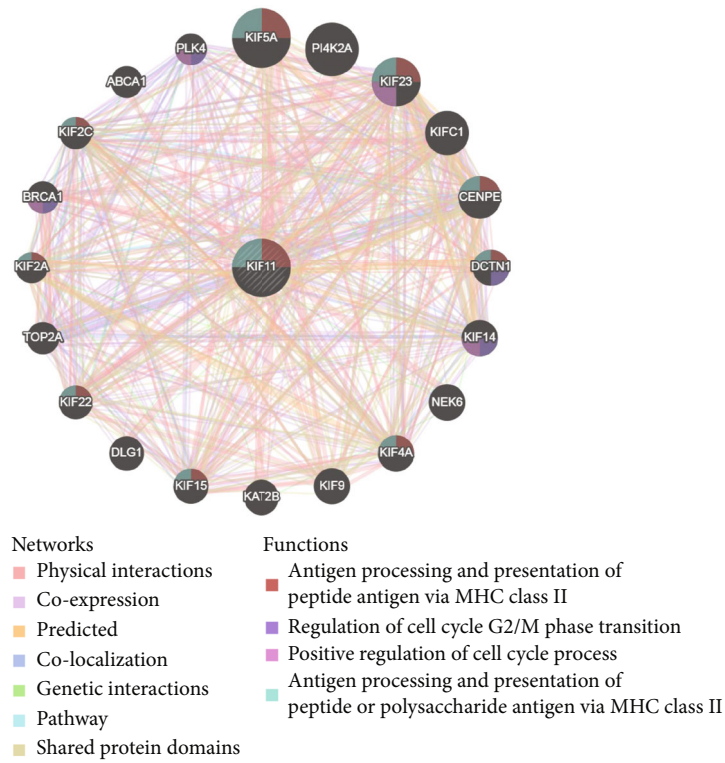 KIF5A
PI4K2A
PLK4
KIF23
ABCA1
KIF2C
KIFC1
BRCA1
CENPE
KIF11
KIF2A
DCTN1
TOP2A
KIF14
KIF22
NEK6
DLG1
KIF4A
KIF15
KAT2B
KIF9
Networks
Physical interactions
Co-expression
Predicted
Co-localization
Genetic interactions
Pathway
Shared protein domains
Functions
Antigen processing and presentation of
peptide antigen via MHC class II
Regulation of cell cycle G2/M phase transition
Positive regulation of cell cycle process
Antigen processing and presentation of
peptide or polysaccharide antigen via MHC class II